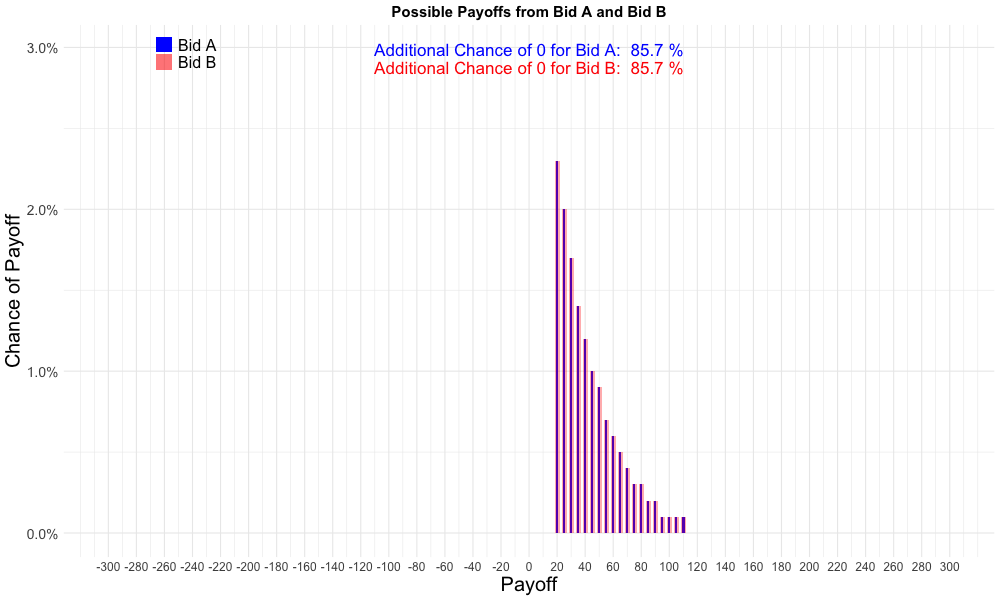 Possible Payoffs from Bid A and Bid B
Bid A
Bid B
Additional Chance of 0 for Bid A: 85.7 %
Additional Chance of 0 for Bid B: 85.7 %
Chance of Payoff
3.0%
2.0%
1.0%
0.0%
-300 -280 -260 -240 -220 -200 -180 -160 -140 -120 -100 -80 -60 -40 -20 0 20 40 60 80 100 120 140 160 180 200 220 240 260 280 300
Payoff